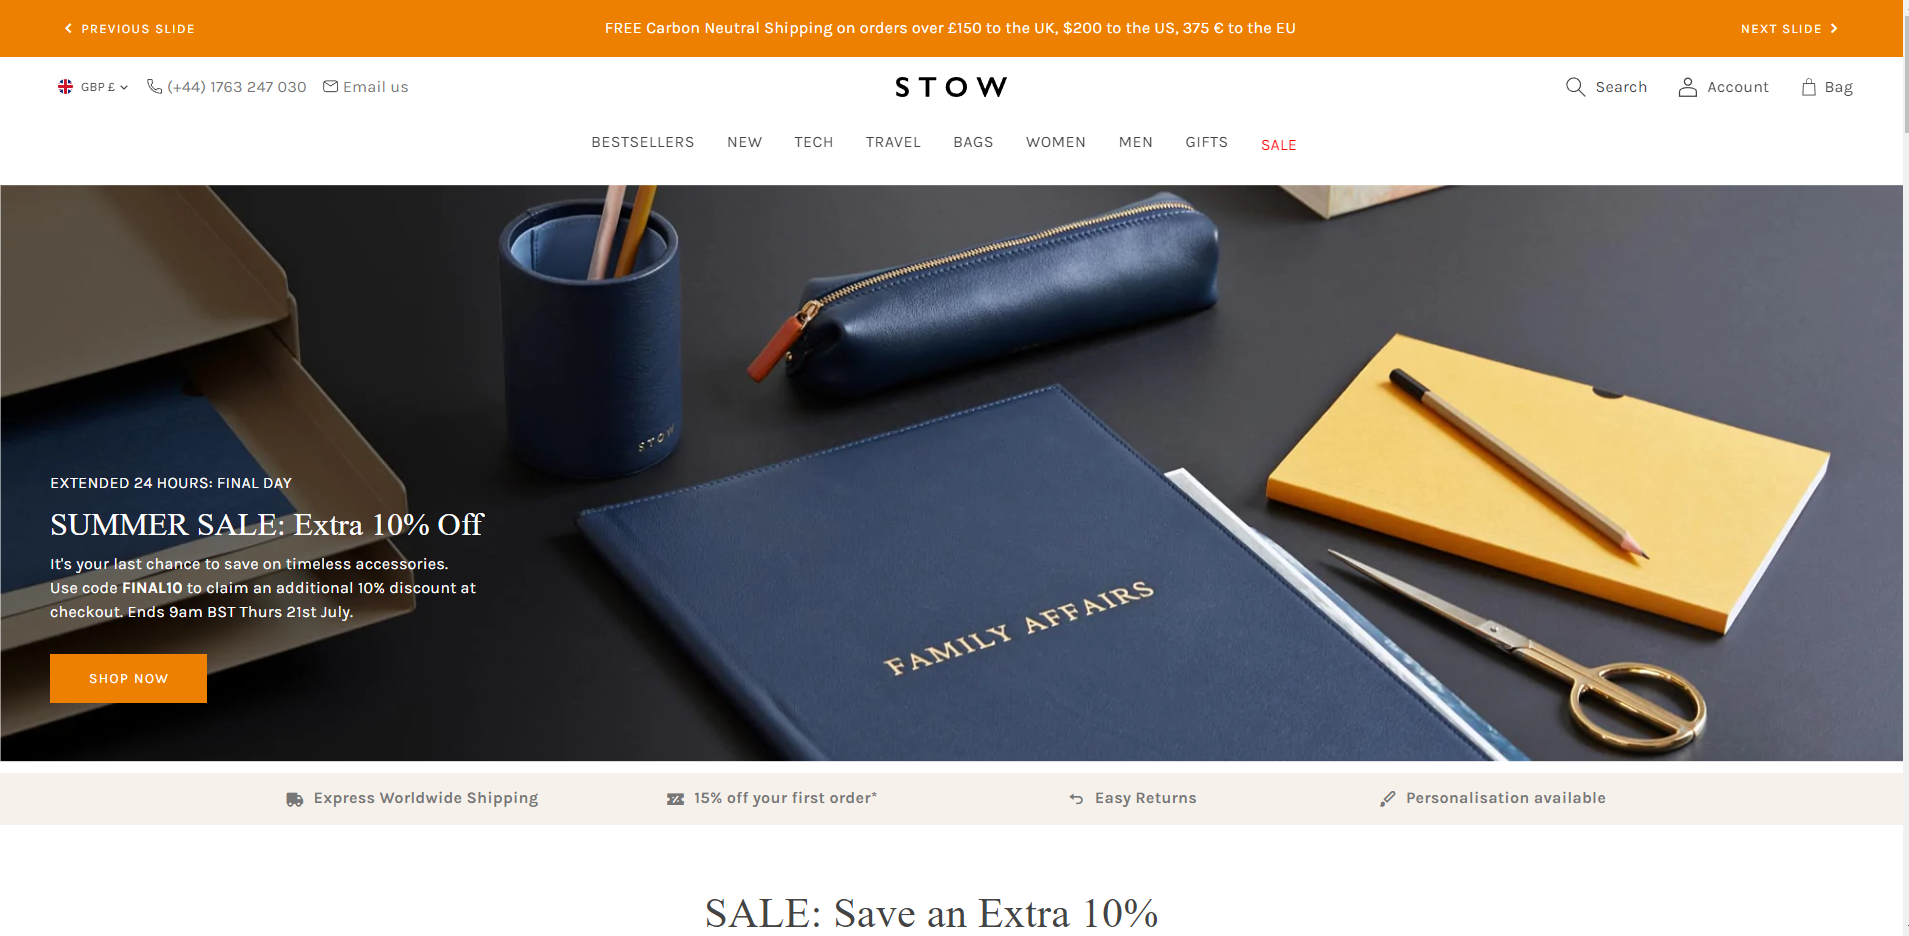 PREVIOUS SLIDE
FREE Carbon Neutral Shipping on orders over £150 to the UK, $200 to the US, 375 € to the EU
NEXT SLIDE
GBP £
(+44) 1763 247 030
Email us
STOW
Search
Account
Bag
BESTSELLERS
NEW
TECH
TRAVEL
BAGS
WOMEN
MEN
GIFTS
SALE
STOW
EXTENDED 24 HOURS: FINAL DAY
SUMMER SALE: Extra 10% Off
It's your last chance to save on timeless accessories.
Use code FINAL10 to claim an additional 10% discount at
checkout. Ends 9am BST Thurs 21st July.
SHOP NOW
FAMILY AFFAIRS
Express Worldwide Shipping
15% off your first order*
Easy Returns
Personalisation available
SALE: Save an Extra 10%